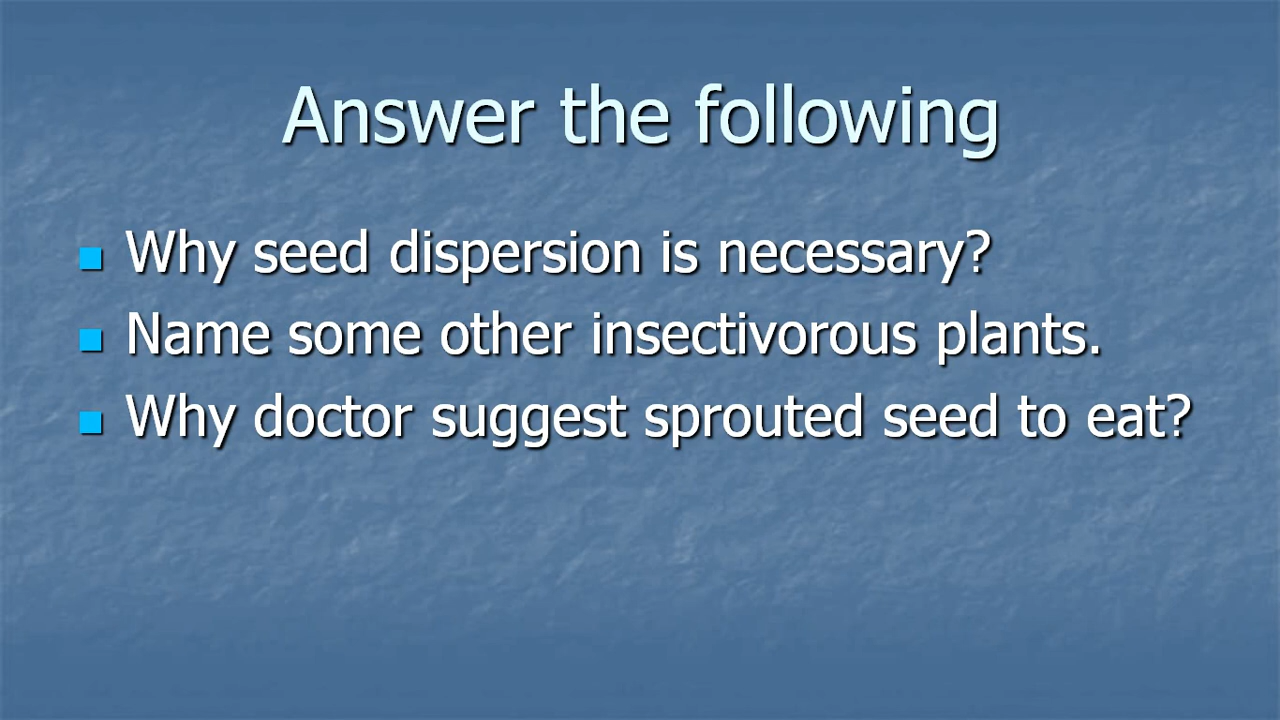 Answer the following
Why seed dispersion is necessary?
Name some other insectivorous plants.
Why doctor suggest sprouted seed to eat?